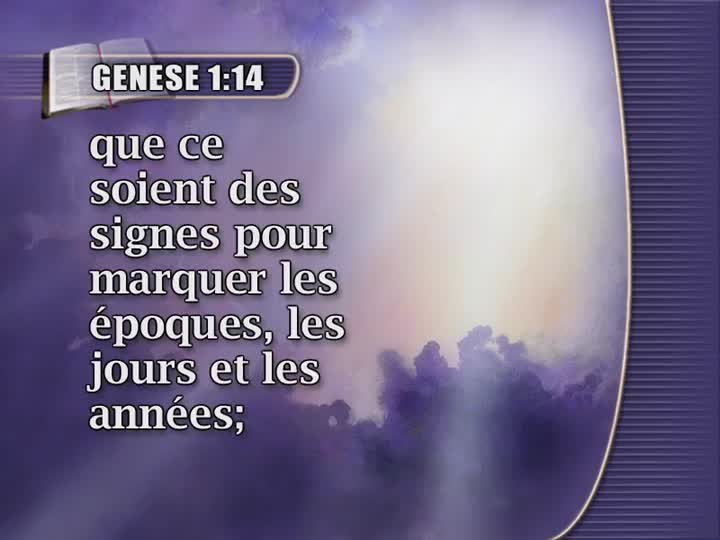 GENESE 1:14
que ce
soient des
signes pour
marquer les
époques, les
jours et les
années;